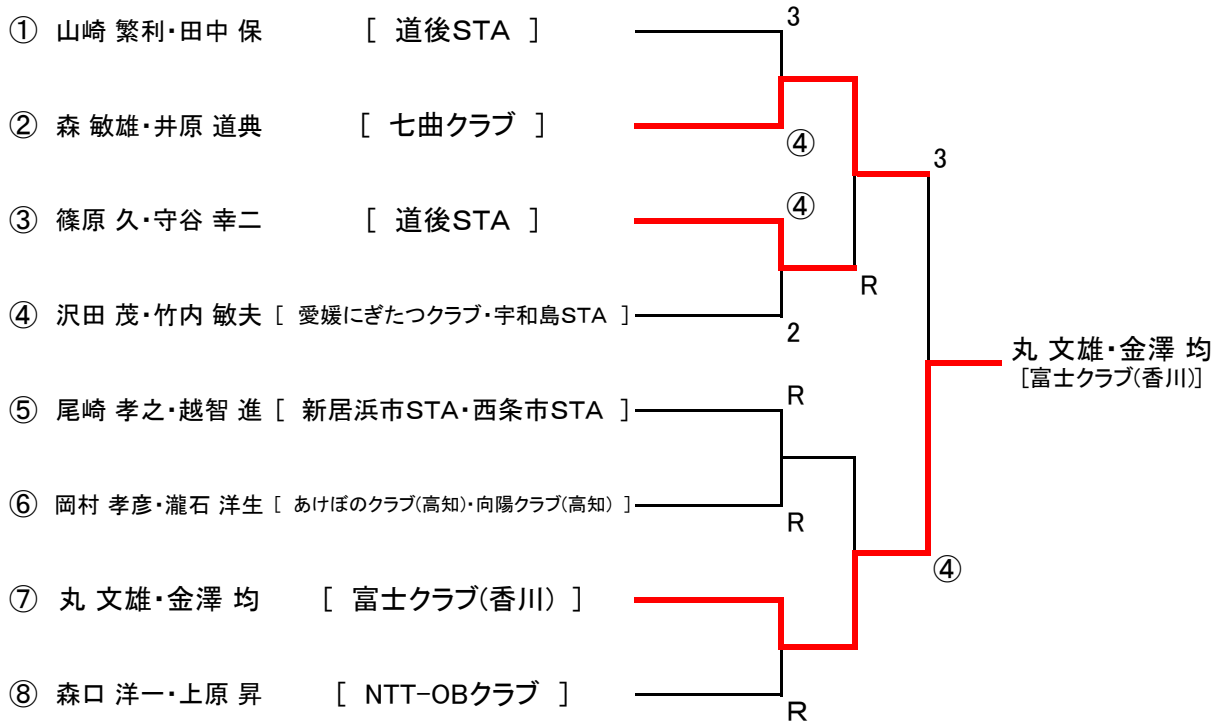 3
① 山崎 繁利・田中 保 [ 道後STA ]
② 森 敏雄・井原 道典 [ 七曲クラブ ]
④
3
④
③ 篠原 久・守谷 幸二 [ 道後STA ]
R
④ 沢田 茂・竹内 敏夫 [ 愛媛にぎたつクラブ・宇和島STA ]
2
丸 文雄・金澤 均
[富士クラブ(香川)]
R
⑤ 尾崎 孝之・越智 進 [ 新居浜市STA・西条市STA ]
⑥ 岡村 孝彦・瀧石 洋生 [ あけぼのクラブ(高知)・向陽クラブ(高知) ]
R
④
⑦ 丸 文雄・金澤 均 [ 富士クラブ(香川) ]
⑧ 森口 洋一・上原 昇 [ NTT-OBクラブ ]
R